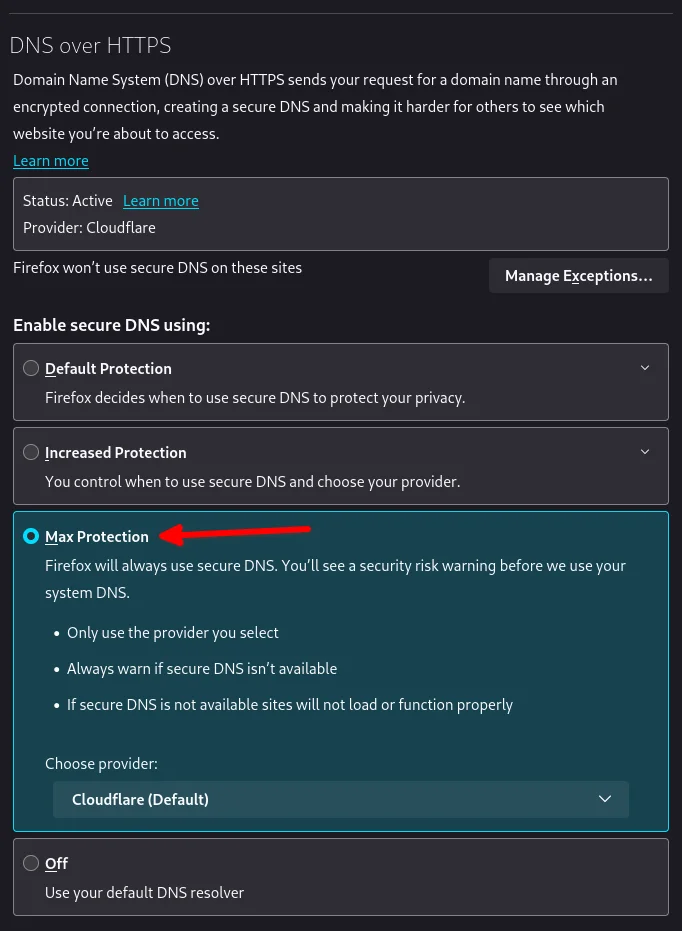 DNS over HTTPS
Domain Name System (DNS) over HTTPS sends your request for a domain name through an
encrypted connection, creating a secure DNS and making it harder for others to see which
website you’re about to access.
Learn more
Status: Active Learn more
Provider: Cloudflare
Firefox won’t use secure DNS on these sites
Manage Exceptions…
Enable secure DNS using:
Default Protection
Firefox decides when to use secure DNS to protect your privacy.
Increased Protection
You control when to use secure DNS and choose your provider.
Max Protection
Firefox will always use secure DNS. You’ll see a security risk warning before we use your
system DNS.
• Only use the provider you select
• Always warn if secure DNS isn’t available
• If secure DNS is not available sites will not load or function properly
Choose provider:
Cloudflare (Default)
Off
Use your default DNS resolver